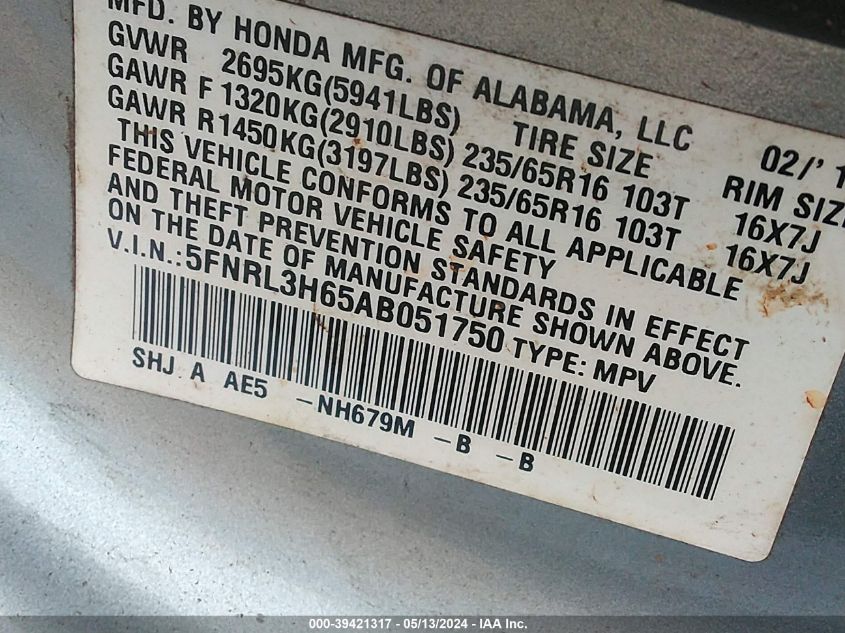 MFD. BY HONDA MFG. OF ALABAMA, LLC 02/' 1
GVWR 2695KG(5941LBS) TIRE SIZE RIM SIZE
GAWR F 1320KG(2910LBS) 235/65R16 103T 16X7J
GAWR R 1450KG(3197LBS) 235/65R16 103T 16X7J
THIS VEHICLE CONFORMS TO ALL APPLICABLE
FEDERAL MOTOR VEHICLE SAFETY
AND THEFT PREVENTION STANDARDS IN EFFECT
ON THE DATE OF MANUFACTURE SHOWN ABOVE.
V.I.N.:5FNRL3H65AB051750 TYPE: MPV
SHJ A AE5 -NH679M -B -B
000-39421317 - 05/13/2024 - IAA Inc.